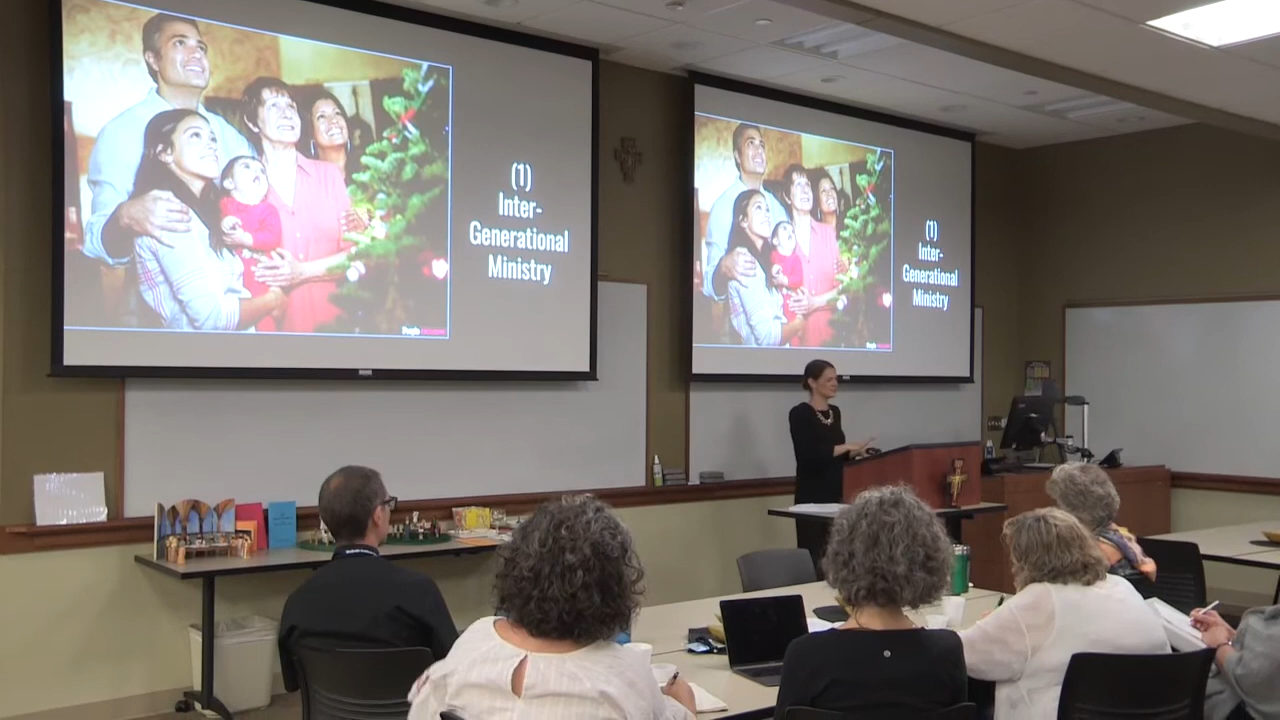 (1)
Inter-
Generational
Ministry
(1)
Inter-
Generational
Ministry